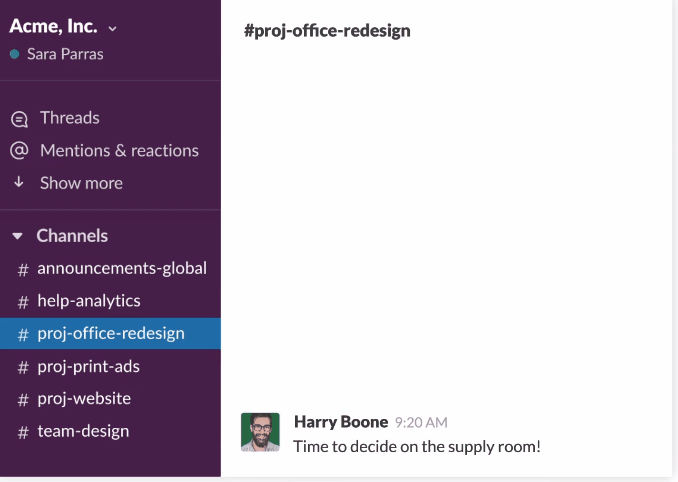 Acme, Inc.
Sara Parras
Threads
@ Mentions & reactions
Show more
Channels
# announcements-global
# help-analytics
# proj-office-redesign
# proj-print-ads
# proj-website
# team-design
#proj-office-redesign
Harry Boone 9:20 AM
Time to decide on the supply room!